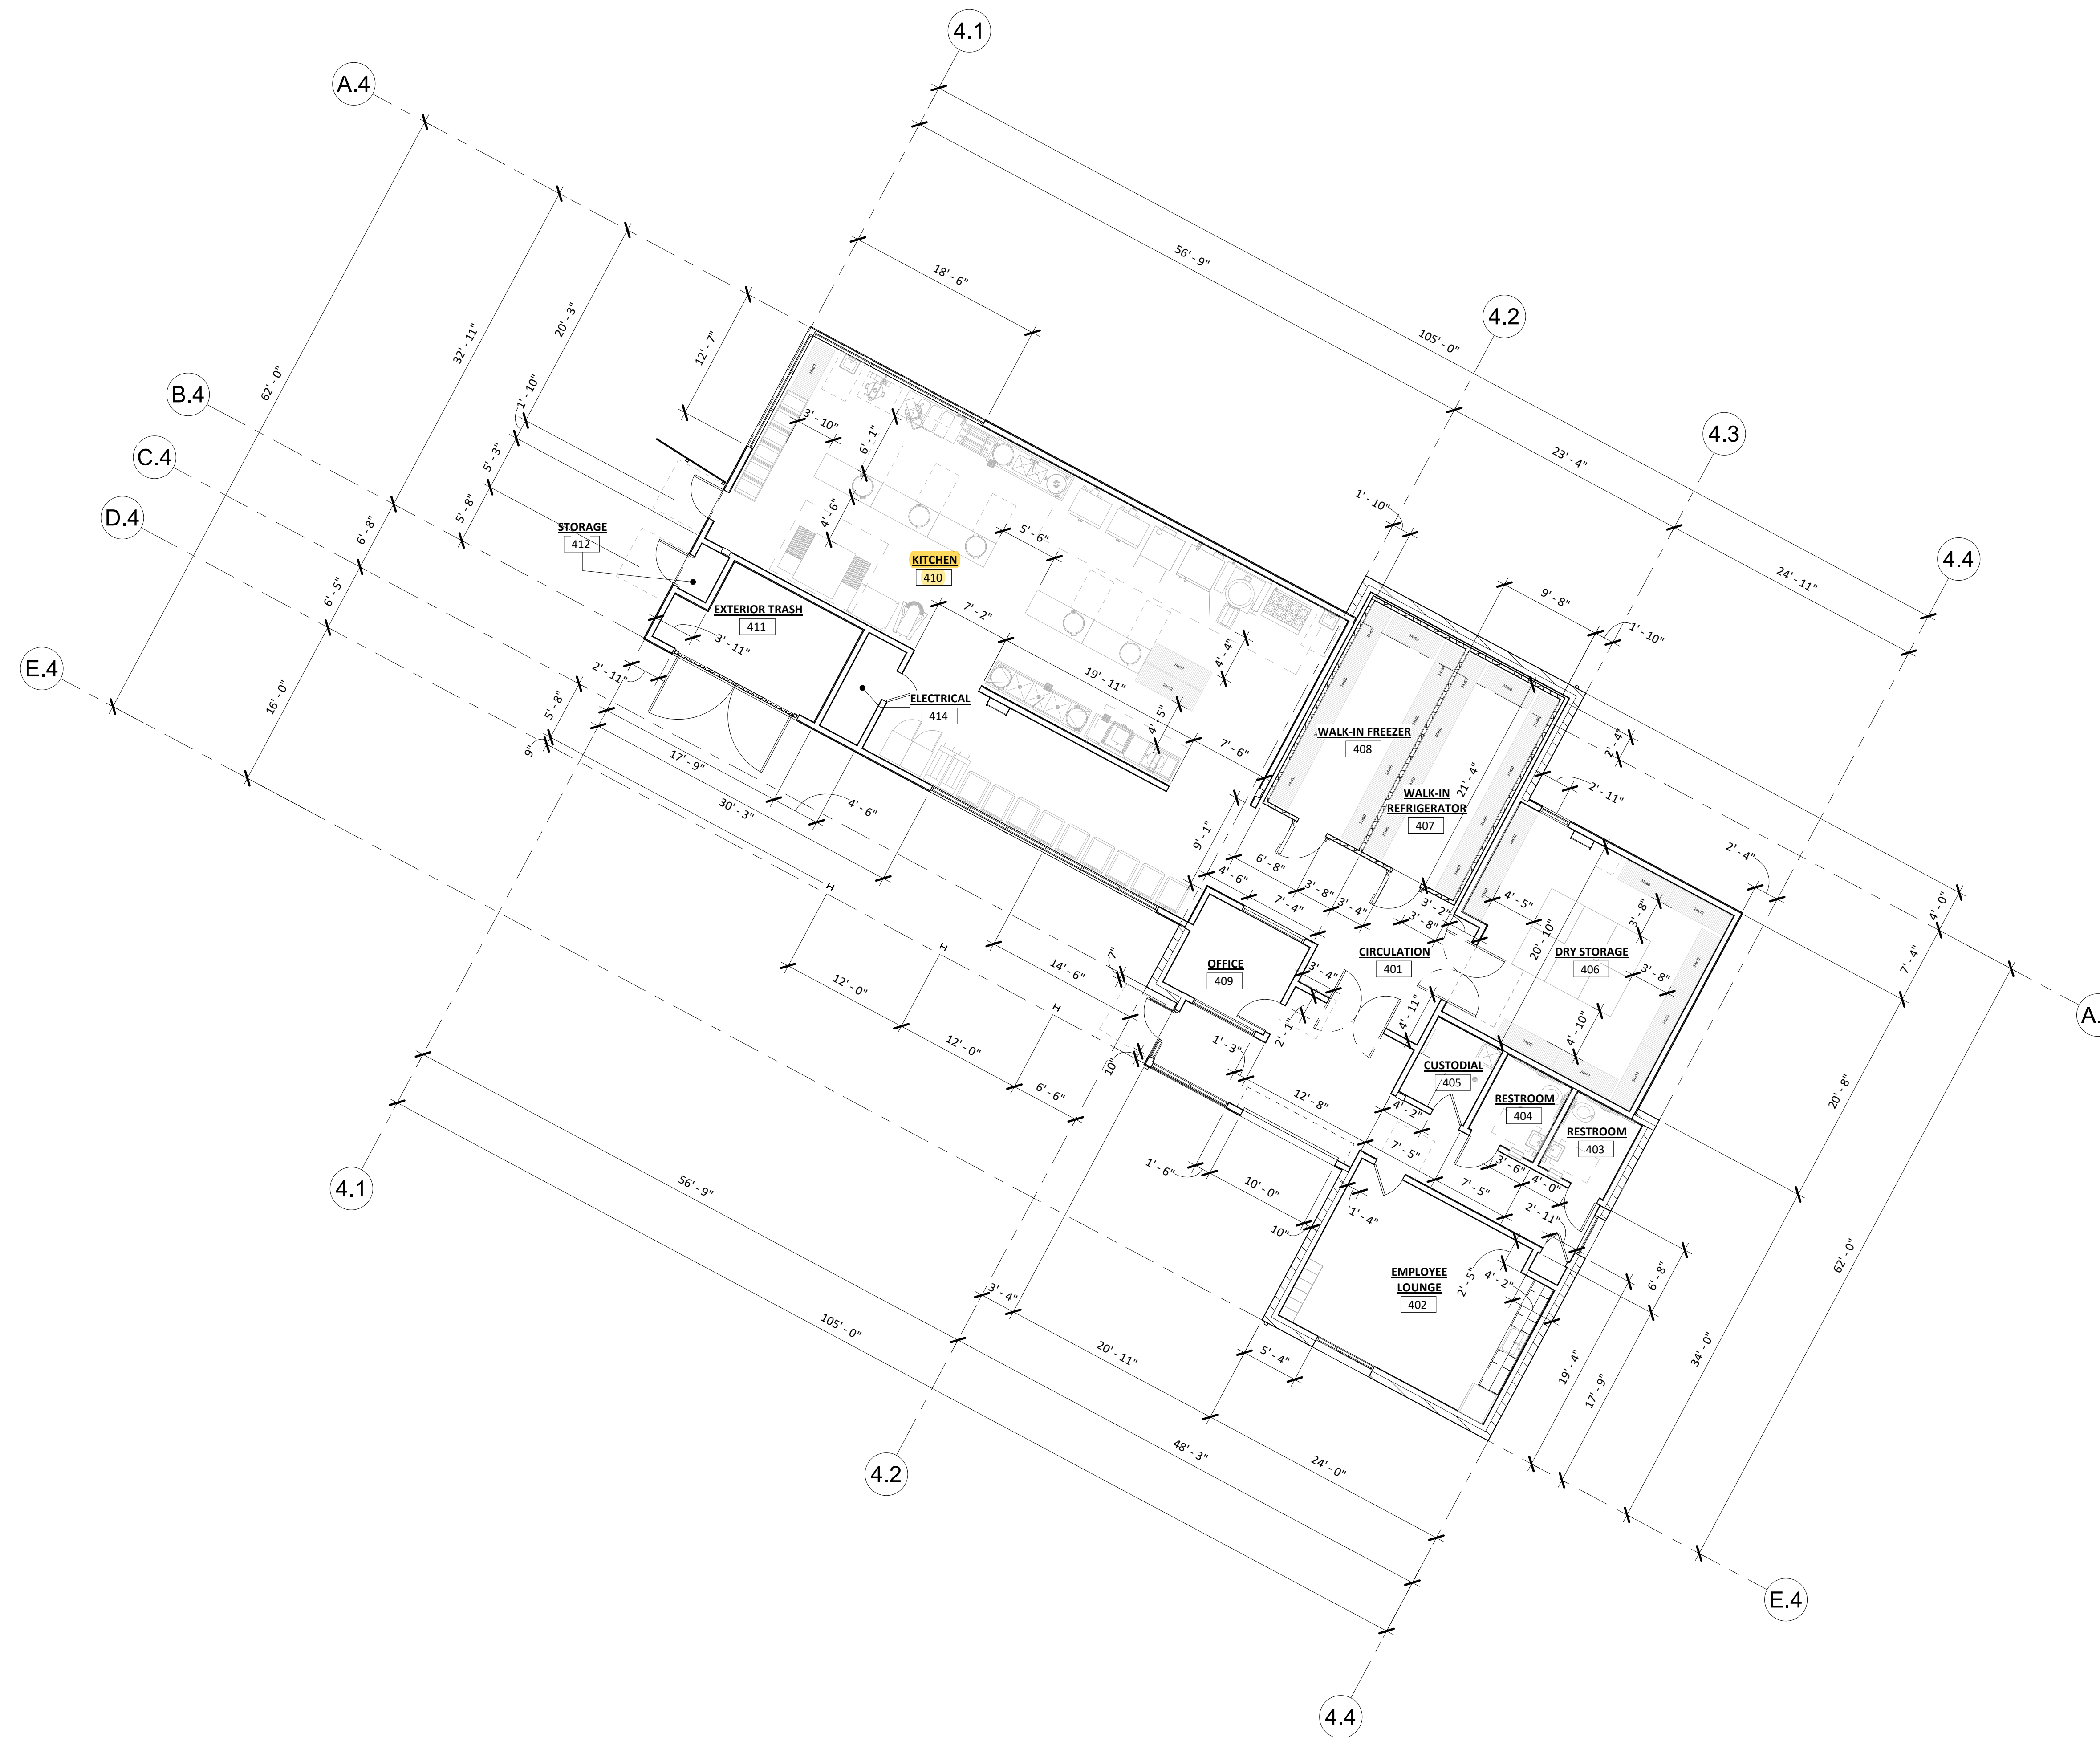 4.1
A.4
56' - 9"
18' - 6"
105' - 0"
4.2
32' - 11"
20' - 3"
12' - 7"
62' - 0"
1' - 10"
B.4
3' - 10"
6' - 1"
4.3
23' - 4"
C.4
5' - 3"
1' - 10"
D.4
5' - 8"
6' - 8"
4' - 6"
STORAGE
412
5' - 6"
KITCHEN
410
4.4
24' - 11"
9' - 8"
1' - 10"
6' - 5"
EXTERIOR TRASH
411
7' - 2"
3' - 11"
4' - 4"
E.4
2' - 11"
16' - 0"
5' - 8"
9"
19' - 11"
ELECTRICAL
414
4' - 5"
7' - 6"
WALK-IN FREEZER
408
2' - 4"
17' - 9"
30' - 3"
4' - 6"
21' - 4"
WALK-IN
REFRIGERATOR
407
2' - 11"
9' - 1"
6' - 8"
4' - 6"
3' - 8"
7' - 4"
3' - 4"
3' - 2"
3' - 8"
4' - 5"
3' - 8"
2' - 4"
4' - 0"
20' - 10"
H
H
H
7"
14' - 6"
12' - 0"
OFFICE
409
CIRCULATION
401
DRY STORAGE
406
3' - 4"
3' - 8"
7' - 4"
4' - 11"
2' - 1"
4' - 10"
A.
12' - 0"
1' - 3"
10"
6' - 6"
12' - 8"
CUSTODIAL
405
4' - 2"
RESTROOM
404
RESTROOM
403
20' - 8"
7' - 5"
1' - 6"
10' - 0"
10"
1' - 4"
3' - 6"
4' - 0"
7' - 5"
2' - 11"
4.1
56' - 9"
EMPLOYEE
LOUNGE
402
2' - 5"
4' - 2"
6' - 8"
62' - 0"
3' - 4"
105' - 0"
20' - 11"
5' - 4"
19' - 4"
17' - 9"
34' - 0"
4.2
48' - 3"
24' - 0"
E.4
4.4